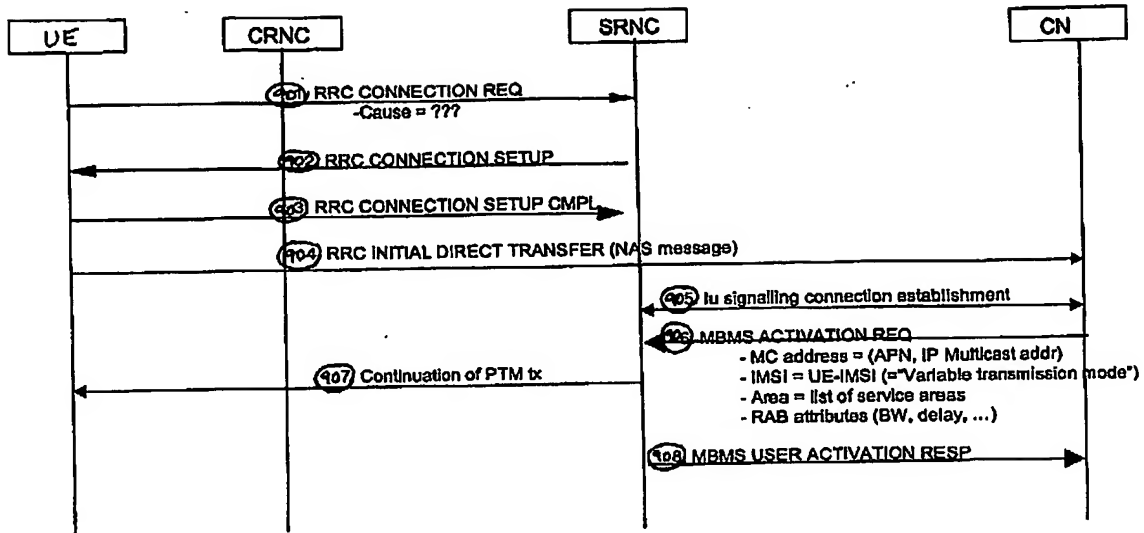 UE
CRNC
SRNC
CN
901 RRC CONNECTION REQ
-Cause = ???
902 RRC CONNECTION SETUP
903 RRC CONNECTION SETUP CMPL
904 RRC INITIAL DIRECT TRANSFER (NAS message)
905 Iu signalling connection establishment
906 MBMS ACTIVATION REQ
- MC address = (APN, IP Multicast addr)
- IMSI = UE-IMSI (="Variable transmission mode")
- Area = list of service areas
- RAB attributes (BW, delay, ...)
907 Continuation of PTM tx
908 MBMS USER ACTIVATION RESP